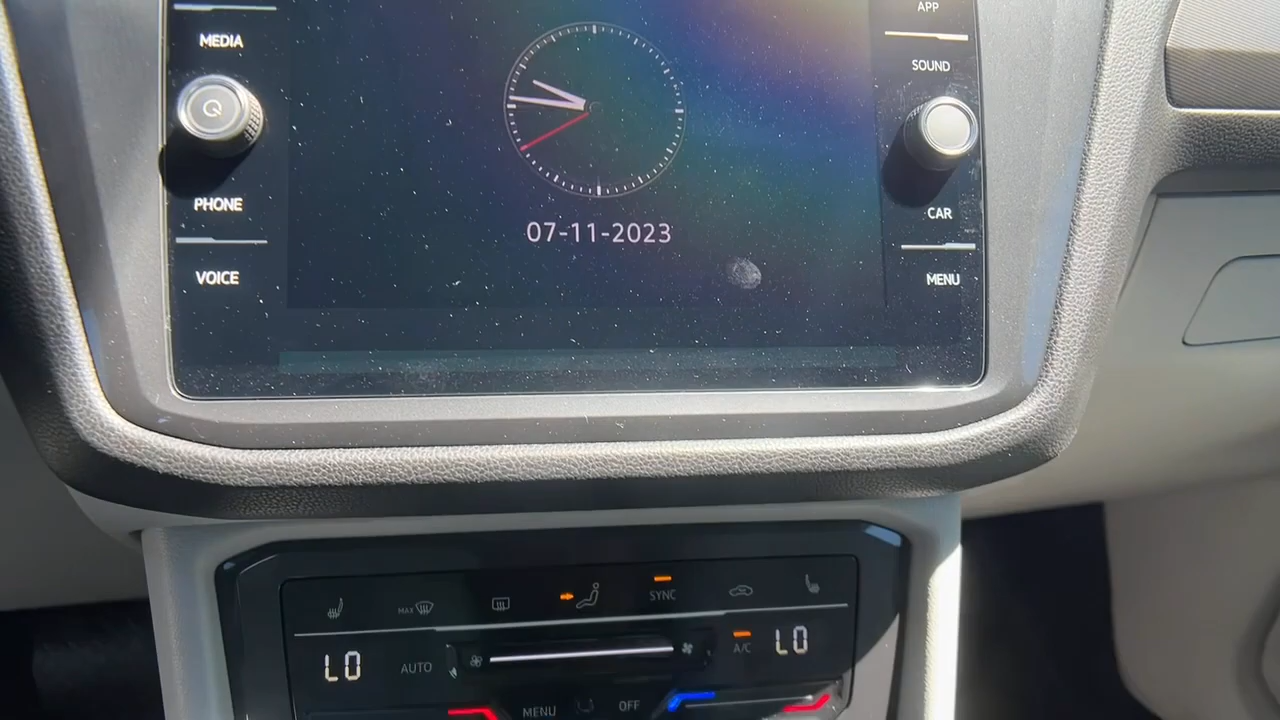 MEDIA
PHONE
VOICE
07-11-2023
APP
SOUND
CAR
MENU
MAX
SYNC
LO
AUTO
A/C
LO
MENU
OFF